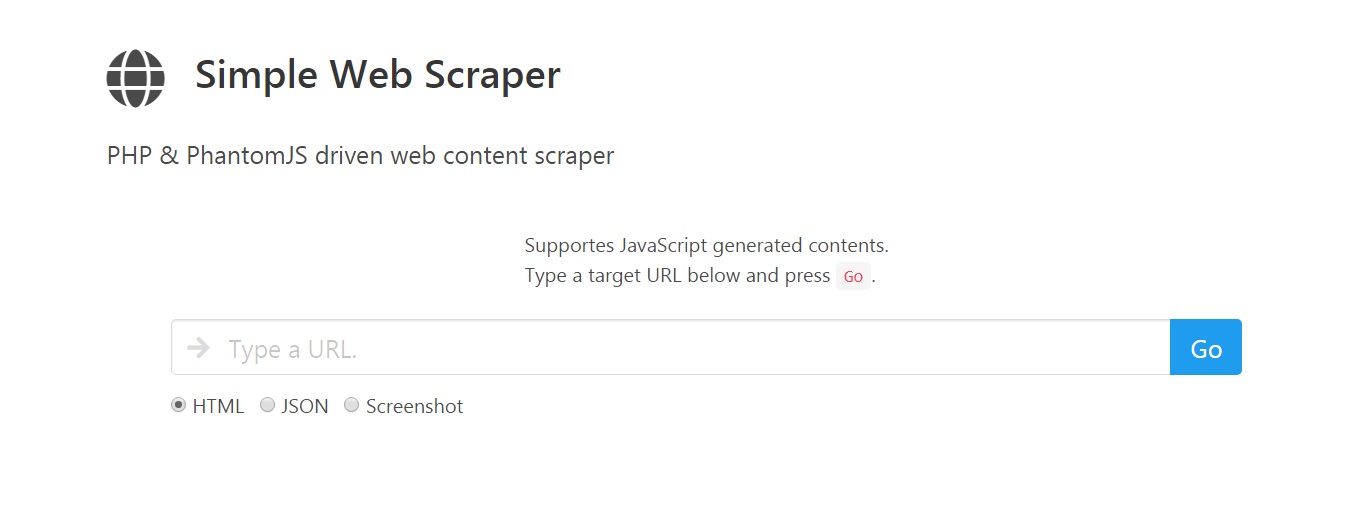 Simple Web Scraper
PHP & PhantomJS driven web content scraper
Supportes JavaScript generated contents.
Type a target URL below and press Go.
Type a URL. Go
HTML JSON Screenshot